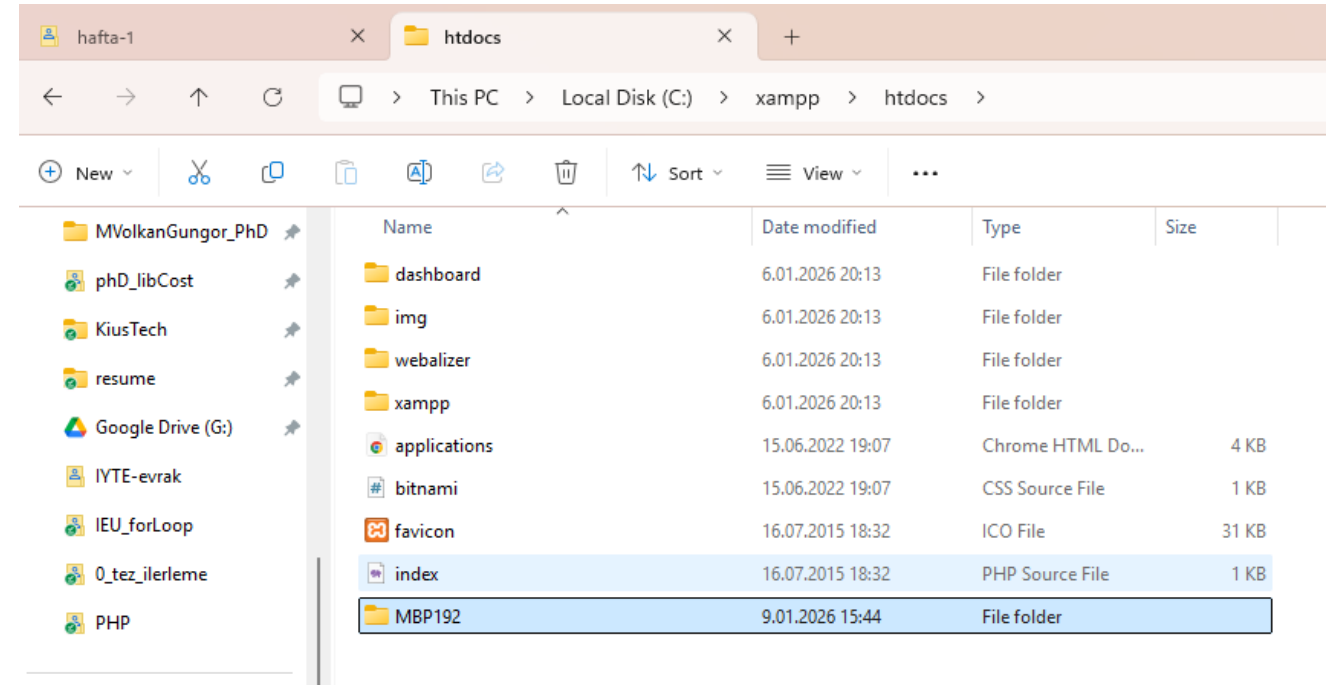 hafta-1
htdocs
This PC > Local Disk (C:) > xampp > htdocs >
New Sort View ...
MVolkanGungor_PhD
phD_libCost
KiusTech
resume
Google Drive (G:)
IYTE-evrak
IEU_forLoop
0_tez_ilerleme
PHP
Name Date modified Type Size
dashboard 6.01.2026 20:13 File folder
img 6.01.2026 20:13 File folder
webalizer 6.01.2026 20:13 File folder
xampp 6.01.2026 20:13 File folder
applications 15.06.2022 19:07 Chrome HTML Do... 4 KB
bitnami 15.06.2022 19:07 CSS Source File 1 KB
favicon 16.07.2015 18:32 ICO File 31 KB
index 16.07.2015 18:32 PHP Source File 1 KB
MBP192 9.01.2026 15:44 File folder